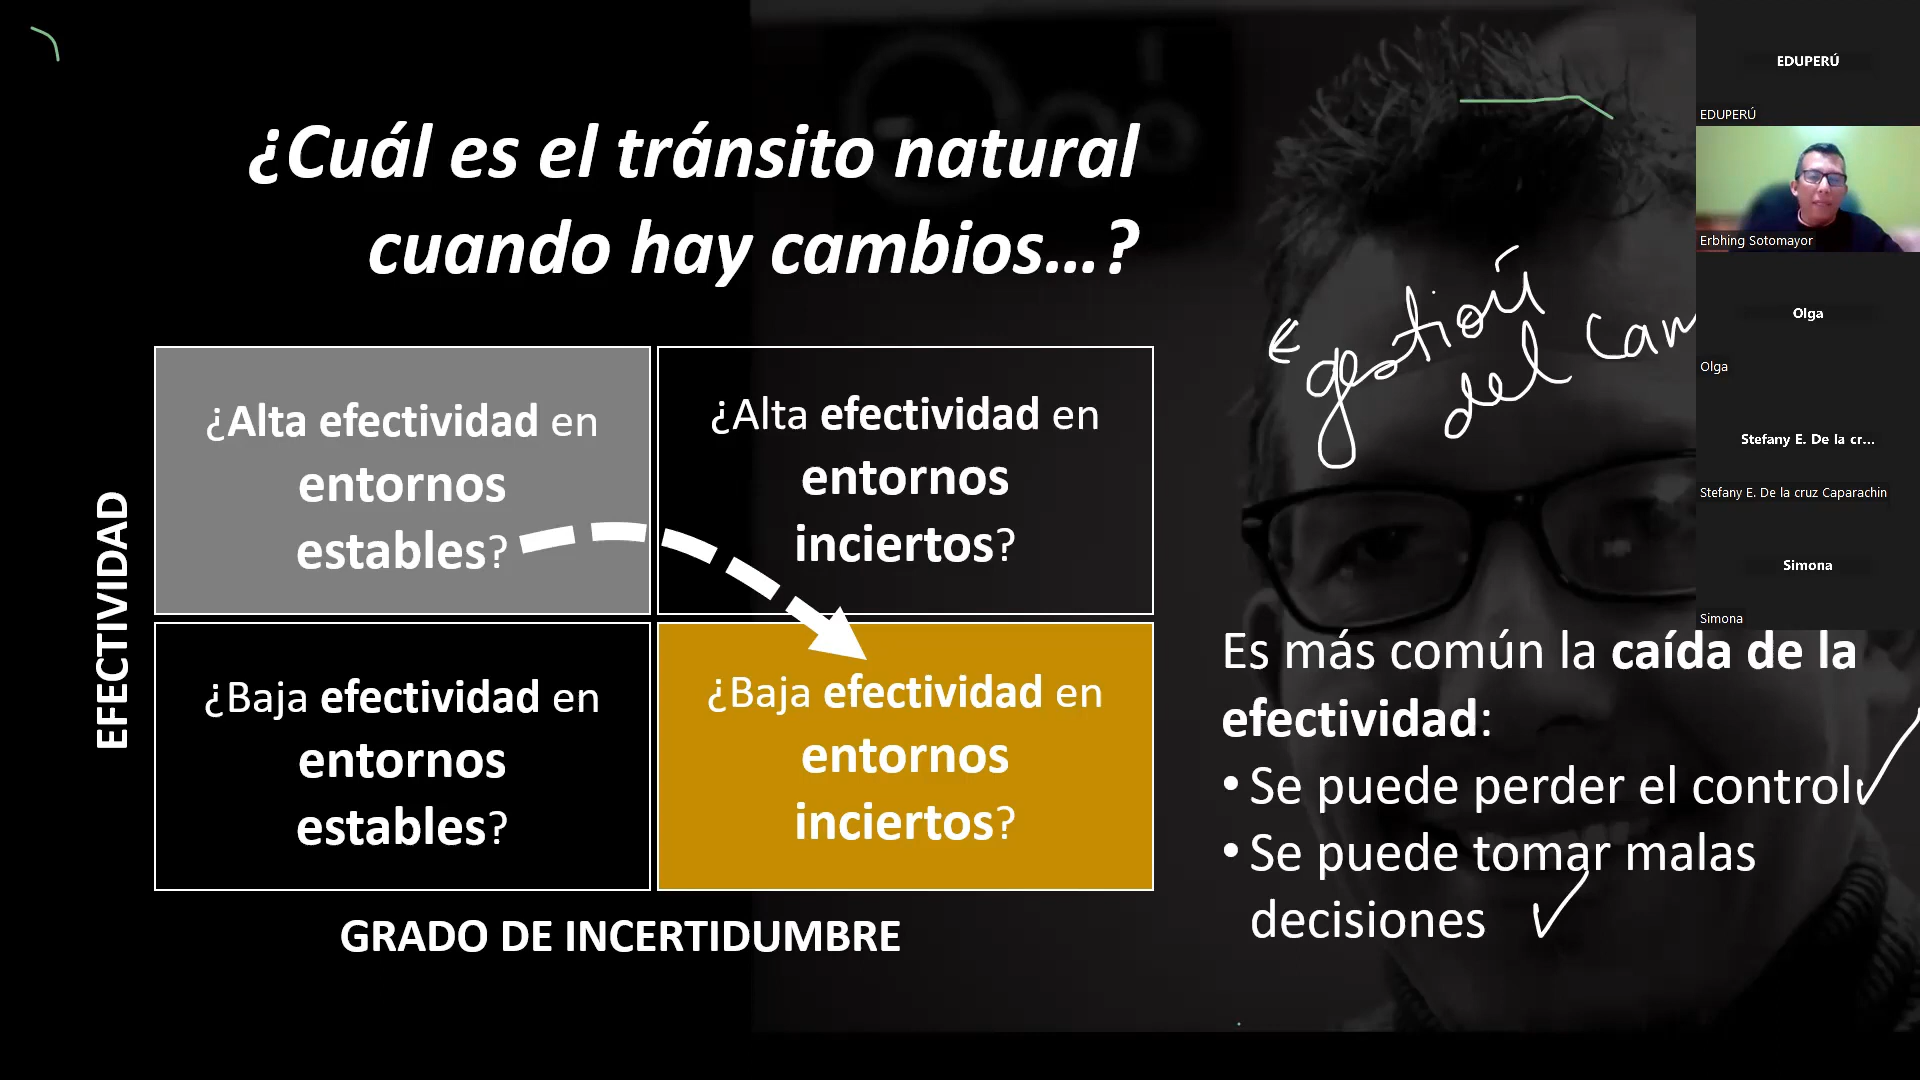 ¿Cuál es el tránsito natural
cuando hay cambios...?
EFECTIVIDAD
¿Alta efectividad en
entornos
estables?
¿Alta efectividad en
entornos
inciertos?
¿Baja efectividad en
entornos
estables?
¿Baja efectividad en
entornos
inciertos?
GRADO DE INCERTIDUMBRE
gestión
del Cam
Es más común la caída de la
efectividad:
• Se puede perder el control
• Se puede tomar malas
decisiones
EDUPERÚ
EDUPERÚ
Erbhing Sotomayor
Olga
Olga
Stefany E. De la cr...
Stefany E. De la cruz Caparachin
Simona
Simona